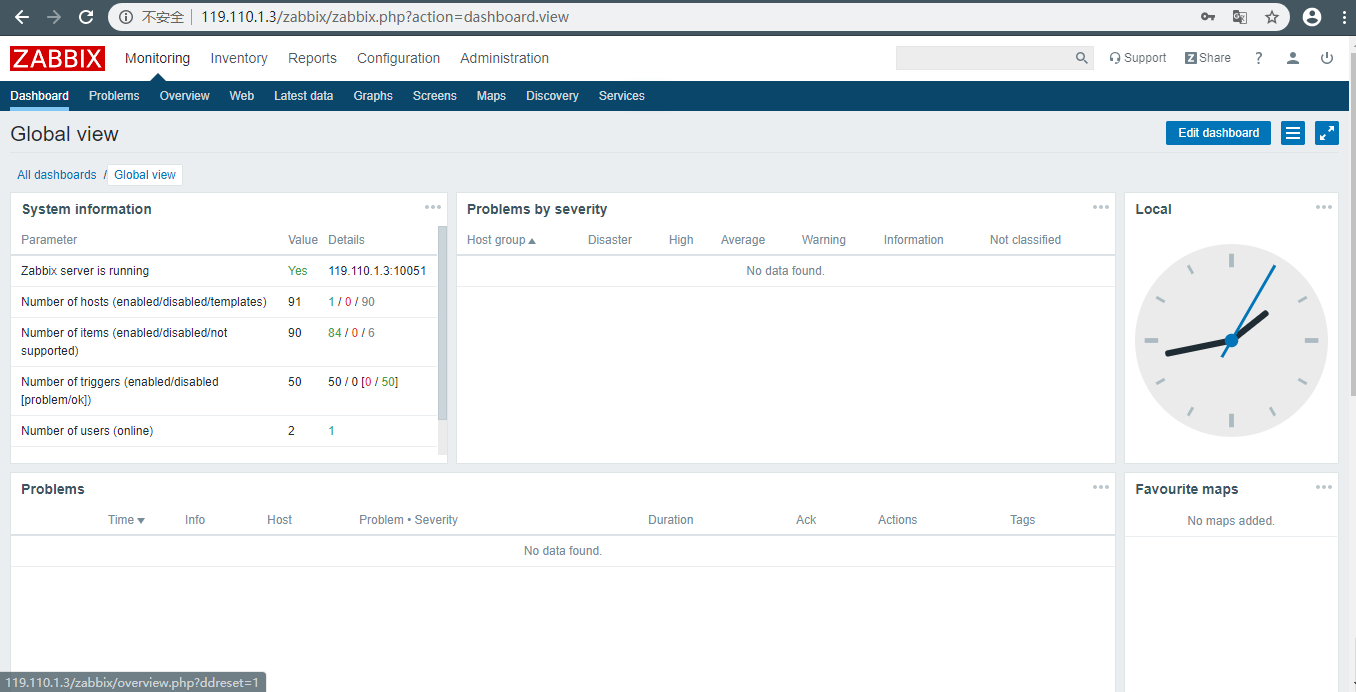 不安全 119.110.1.3/zabbix/zabbix.php?action=dashboard.view
ZABBIX Monitoring Inventory Reports Configuration Administration Support Z Share ?
Dashboard Problems Overview Web Latest data Graphs Screens Maps Discovery Services
Global view Edit dashboard
All dashboards / Global view
System information
Parameter Value Details
Zabbix server is running Yes 119.110.1.3:10051
Number of hosts (enabled/disabled/templates) 91 1 / 0 / 90
Number of items (enabled/disabled/not
supported) 90 84 / 0 / 6
Number of triggers (enabled/disabled
[problem/ok]) 50 50 / 0 [0 / 50]
Number of users (online) 2 1
Problems by severity
Host group Disaster High Average Warning Information Not classified
No data found.
Local
Problems
Time Info Host Problem • Severity Duration Ack Actions Tags
No data found.
Favourite maps
No maps added.
119.110.1.3/zabbix/overview.php?ddreset=1